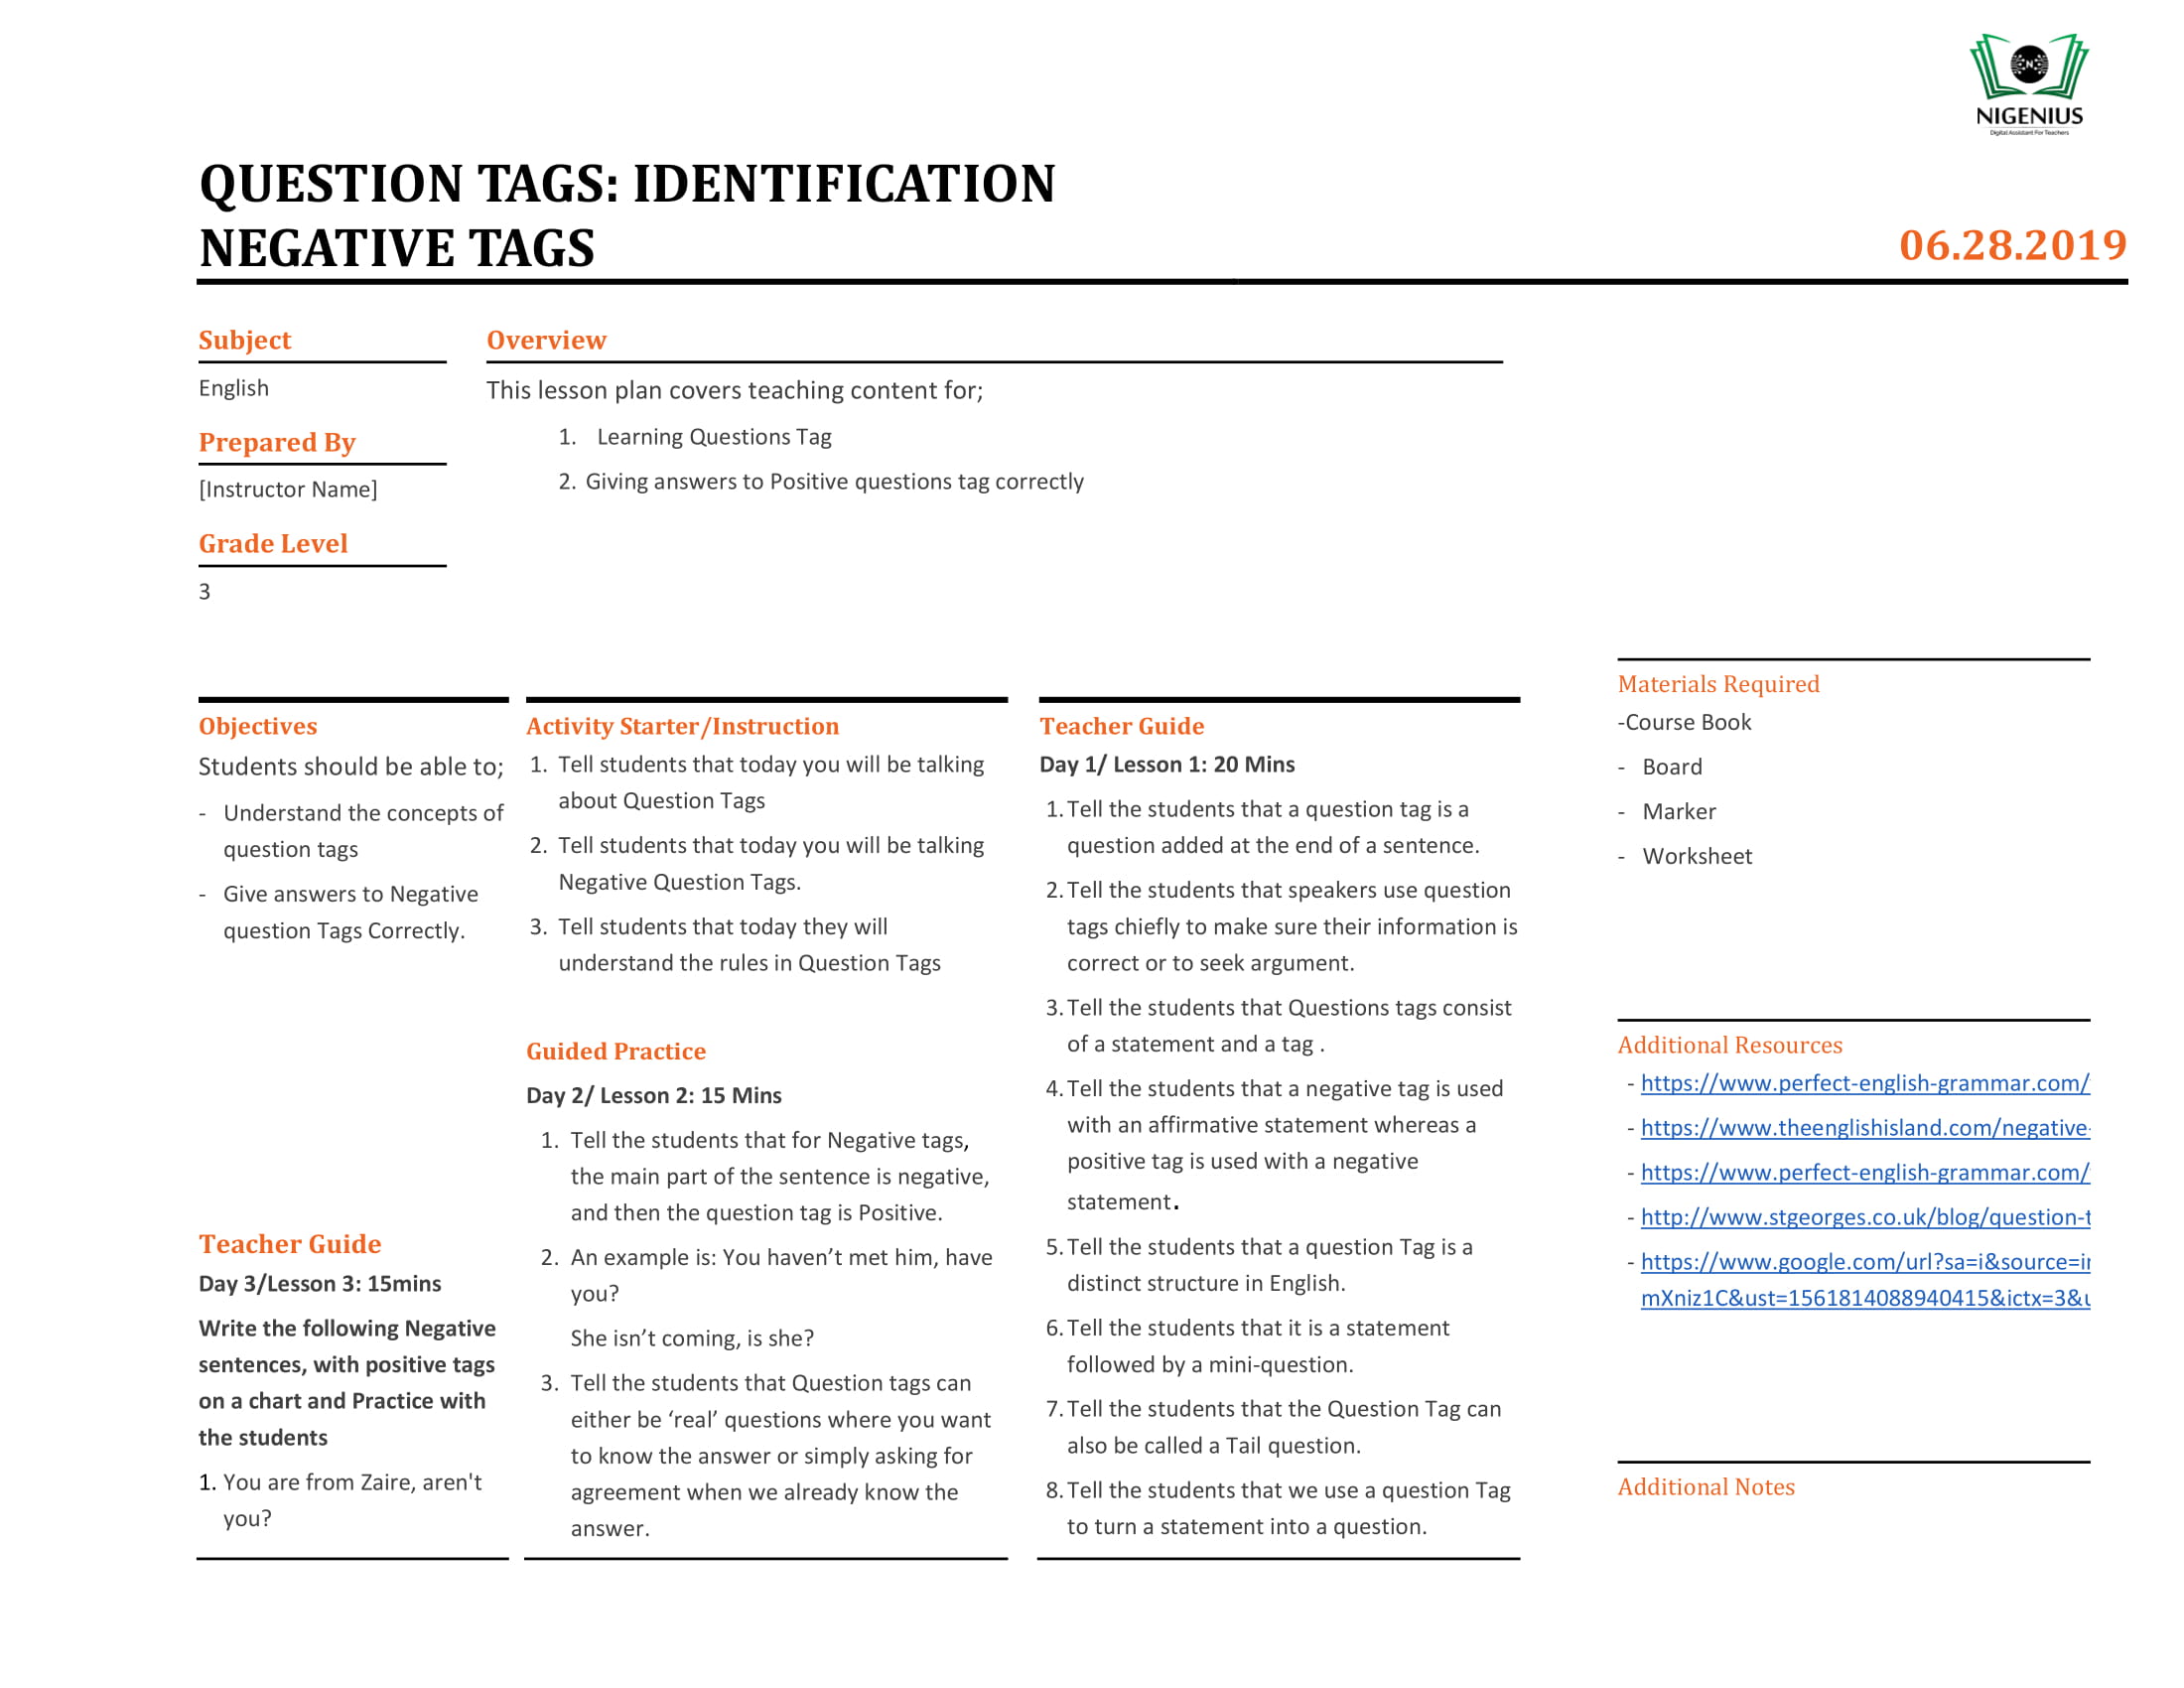 NIGENIUS
Digital Assistant For Teachers
QUESTION TAGS: IDENTIFICATION
NEGATIVE TAGS
06.28.2019
Subject
English
Prepared By
[Instructor Name]
Grade Level
3
Overview
This lesson plan covers teaching content for;
1. Learning Questions Tag
2. Giving answers to Positive questions tag correctly
Objectives
Students should be able to;
- Understand the concepts of
question tags
- Give answers to Negative
question Tags Correctly.
Teacher Guide
Day 3/Lesson 3: 15mins
Write the following Negative
sentences, with positive tags
on a chart and Practice with
the students
1. You are from Zaire, aren't
you?
Activity Starter/Instruction
1. Tell students that today you will be talking
about Question Tags
2. Tell students that today you will be talking
Negative Question Tags.
3. Tell students that today they will
understand the rules in Question Tags
Guided Practice
Day 2/ Lesson 2: 15 Mins
1. Tell the students that for Negative tags,
the main part of the sentence is negative,
and then the question tag is Positive.
2. An example is: You haven’t met him, have
you?
She isn’t coming, is she?
3. Tell the students that Question tags can
either be ‘real’ questions where you want
to know the answer or simply asking for
agreement when we already know the
answer.
Teacher Guide
Day 1/ Lesson 1: 20 Mins
1. Tell the students that a question tag is a
question added at the end of a sentence.
2. Tell the students that speakers use question
tags chiefly to make sure their information is
correct or to seek argument.
3. Tell the students that Questions tags consist
of a statement and a tag .
4. Tell the students that a negative tag is used
with an affirmative statement whereas a
positive tag is used with a negative
statement.
5. Tell the students that a question Tag is a
distinct structure in English.
6. Tell the students that it is a statement
followed by a mini-question.
7. Tell the students that the Question Tag can
also be called a Tail question.
8. Tell the students that we use a question Tag
to turn a statement into a question.
Materials Required
-Course Book
- Board
- Marker
- Worksheet
Additional Resources
- https://www.perfect-english-grammar.com/
- https://www.theenglishisland.com/negative-
- https://www.perfect-english-grammar.com/
- http://www.stgeorges.co.uk/blog/question-t
- https://www.google.com/url?sa=i&source=i
mXniz1C&ust=1561814088940415&ictx=3&u
Additional Notes